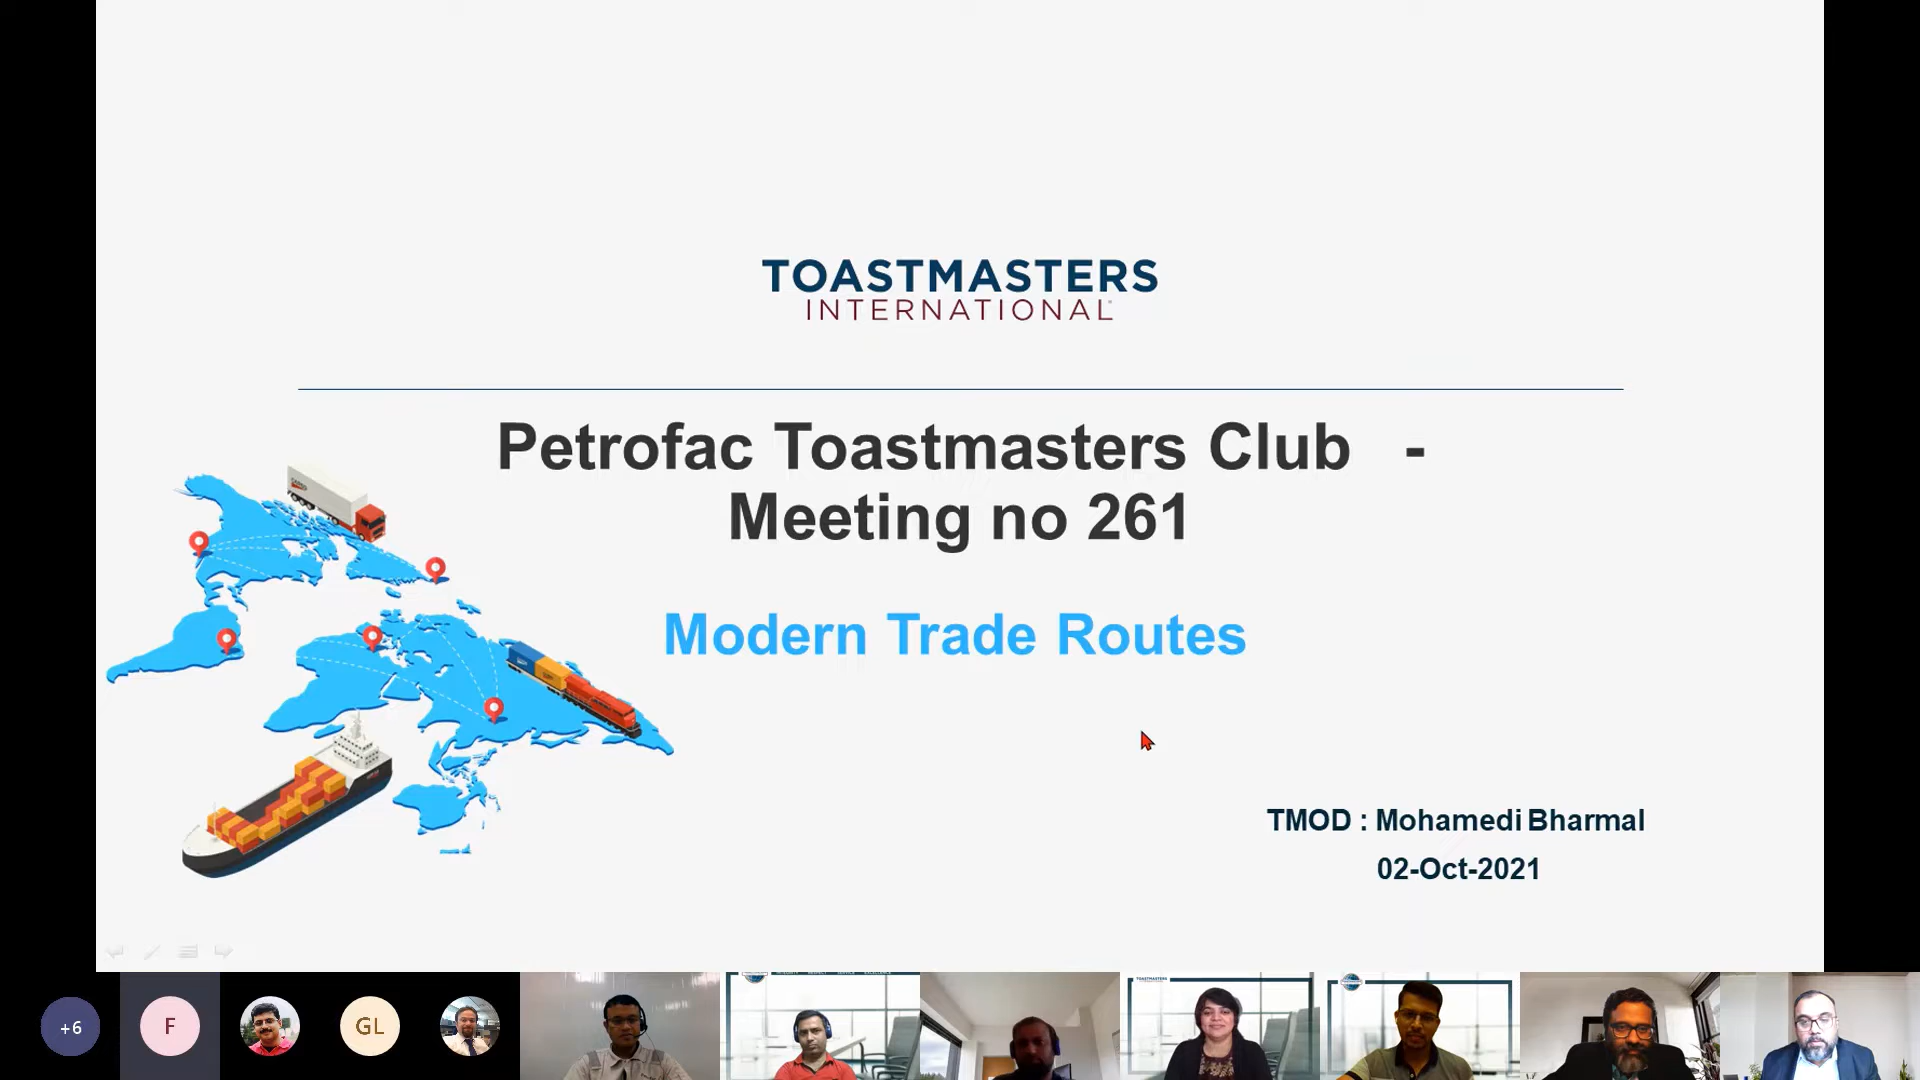 TOASTMASTERS
INTERNATIONAL
Petrofac Toastmasters Club -
Meeting no 261
Modern Trade Routes
TMOD : Mohamedi Bharmal
02-Oct-2021
+6
F
GL
TOASTMASTERS